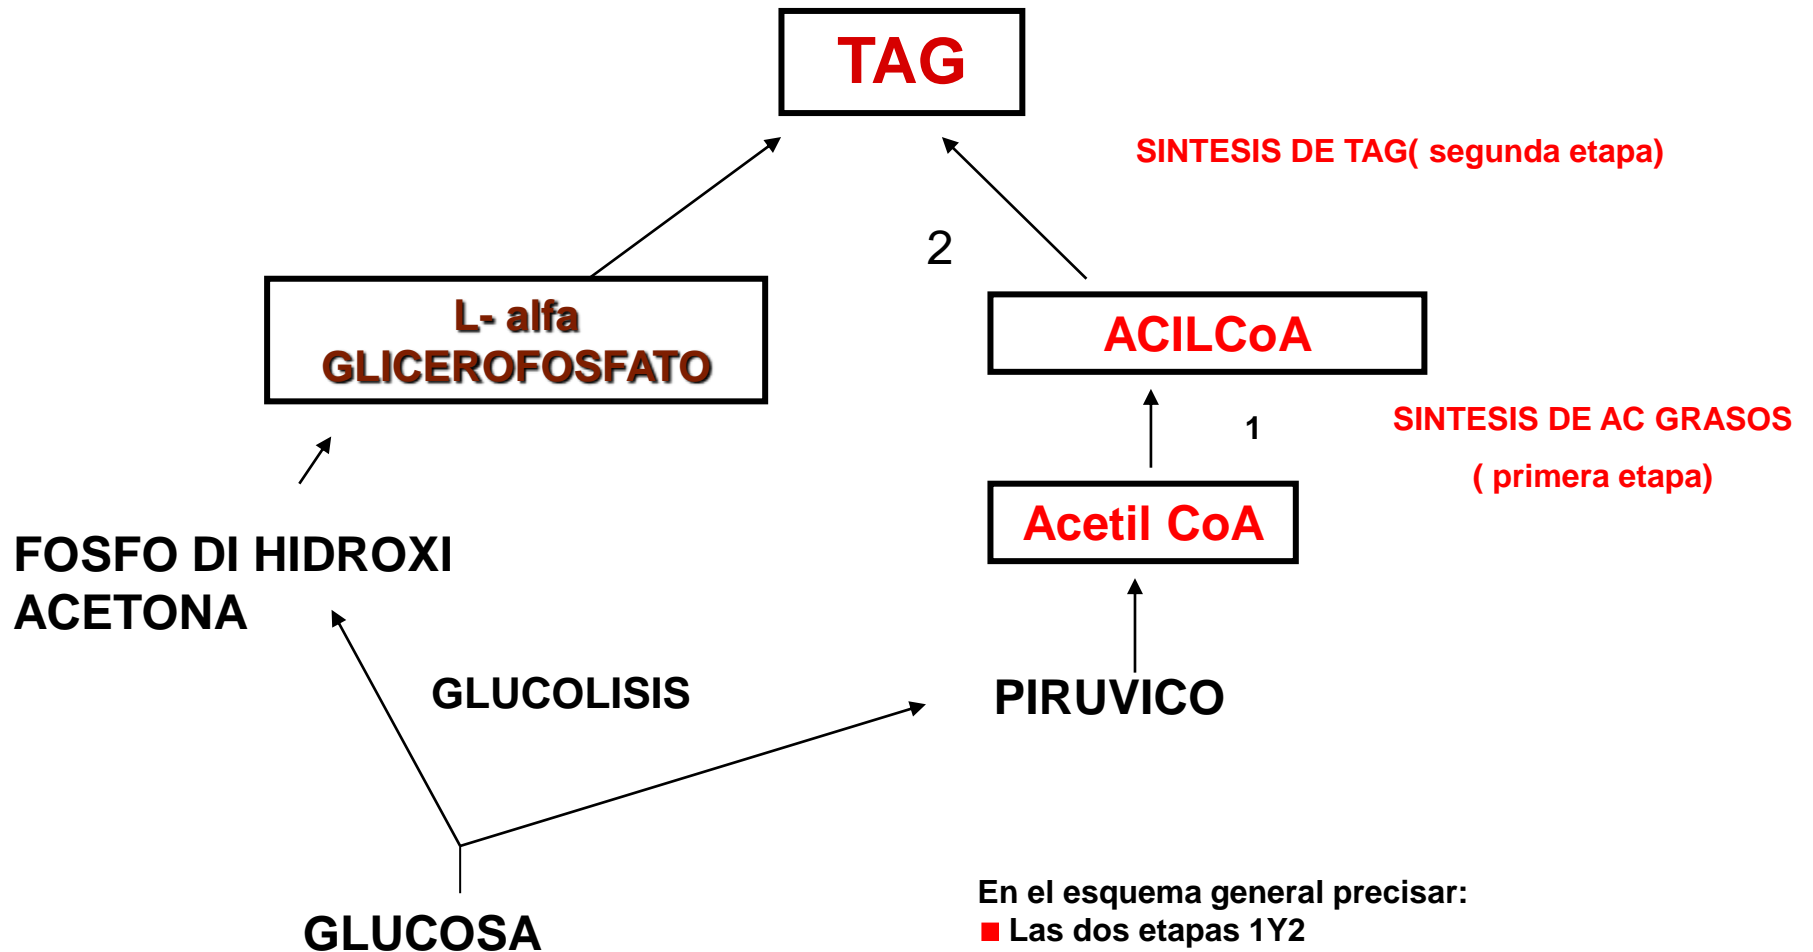 TAG
SINTESIS DE TAG( segunda etapa)
2
L- alfa
GLICEROFOSFATO
ACILCoA
1
SINTESIS DE AC GRASOS
( primera etapa)
Acetil CoA
FOSFO DI HIDROXI
ACETONA
GLUCOLISIS
PIRUVICO
GLUCOSA
En el esquema general precisar:
Las dos etapas 1Y2